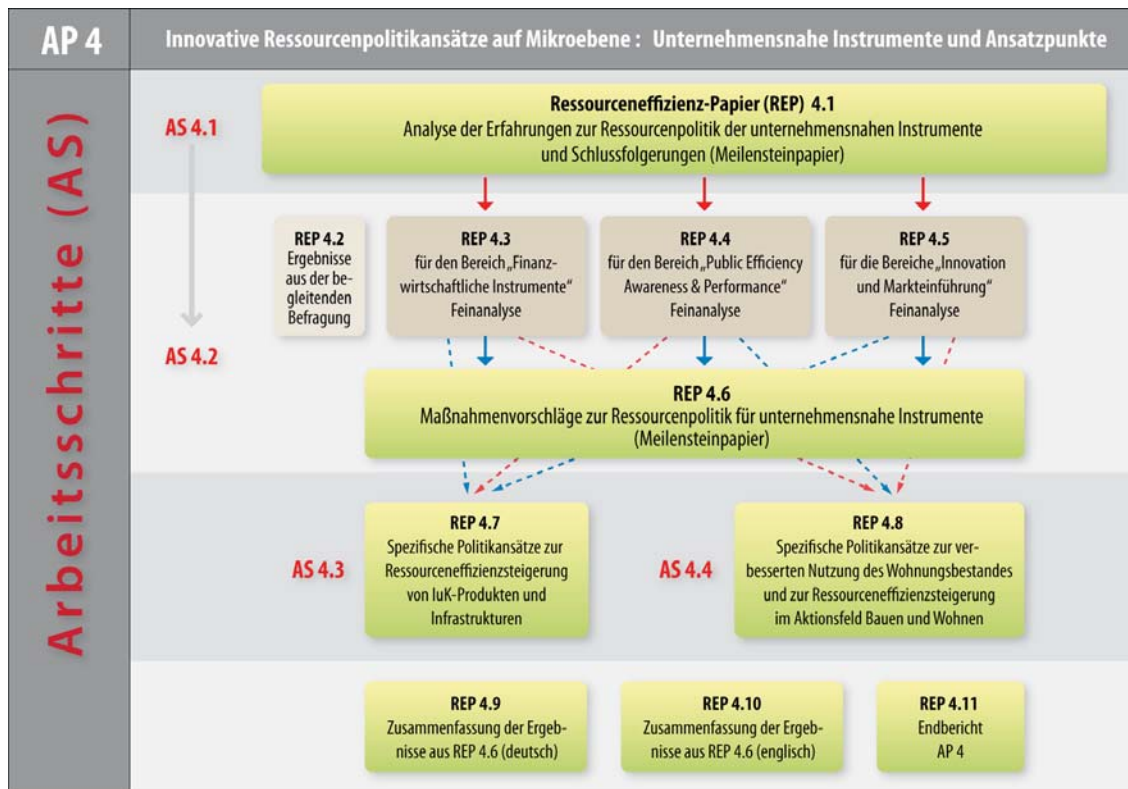 AP 4
Innovative Ressourcenpolitikansätze auf Mikroebene : Unternehmensnahe Instrumente und Ansatzpunkte
Arbeitsschritte (AS)
AS 4.1
Ressourceneffizienz-Papier (REP) 4.1
Analyse der Erfahrungen zur Ressourcenpolitik der unternehmensnahen Instrumente
und Schlussfolgerungen (Meilensteinpapier)
AS 4.2
REP 4.2
Ergebnisse
aus der be-
gleitenden
Befragung
REP 4.3
für den Bereich „Finanz-
wirtschaftliche Instrumente“
Feinanalyse
REP 4.4
für den Bereich „Public Efficiency
Awareness & Performance“
Feinanalyse
REP 4.5
für die Bereiche „Innovation
und Markteinführung“
Feinanalyse
REP 4.6
Maßnahmenvorschläge zur Ressourcenpolitik für unternehmensnahe Instrumente
(Meilensteinpapier)
AS 4.3
REP 4.7
Spezifische Politikansätze zur
Ressourceneffizienzsteigerung
von IuK-Produkten und
Infrastrukturen
AS 4.4
REP 4.8
Spezifische Politikansätze zur ver-
besserten Nutzung des Wohnungsbestandes
und zur Ressourceneffizienzsteigerung
im Aktionsfeld Bauen und Wohnen
REP 4.9
Zusammenfassung der Ergeb-
nisse aus REP 4.6 (deutsch)
REP 4.10
Zusammenfassung der Ergeb-
nisse aus REP 4.6 (englisch)
REP 4.11
Endbericht
AP 4